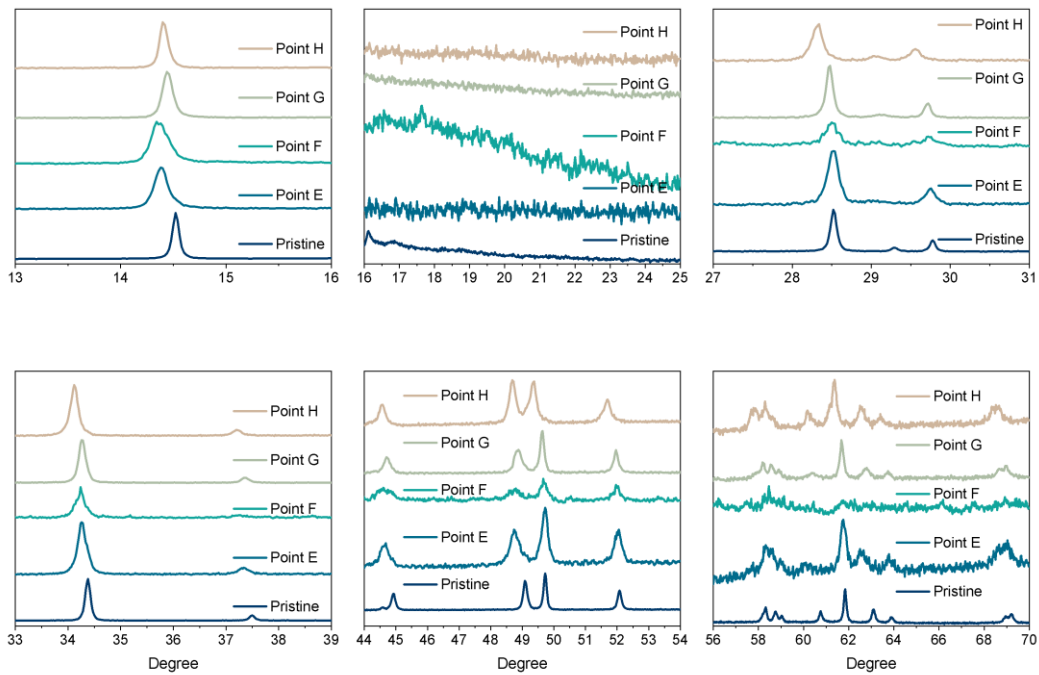 Point H
Point G
Point F
Point E
Pristine
13 14 15 16
Point H
Point G
Point F
Point E
Pristine
16 17 18 19 20 21 22 23 24 25
Point H
Point G
Point F
Point E
Pristine
27 28 29 30 31
Point H
Point G
Point F
Point E
Pristine
33 34 35 36 37 38 39
Degree
Point H
Point G
Point F
Point E
Pristine
44 45 46 47 48 49 50 51 52 53 54
Degree
Point H
Point G
Point F
Point E
Pristine
56 58 60 62 64 66 68 70
Degree